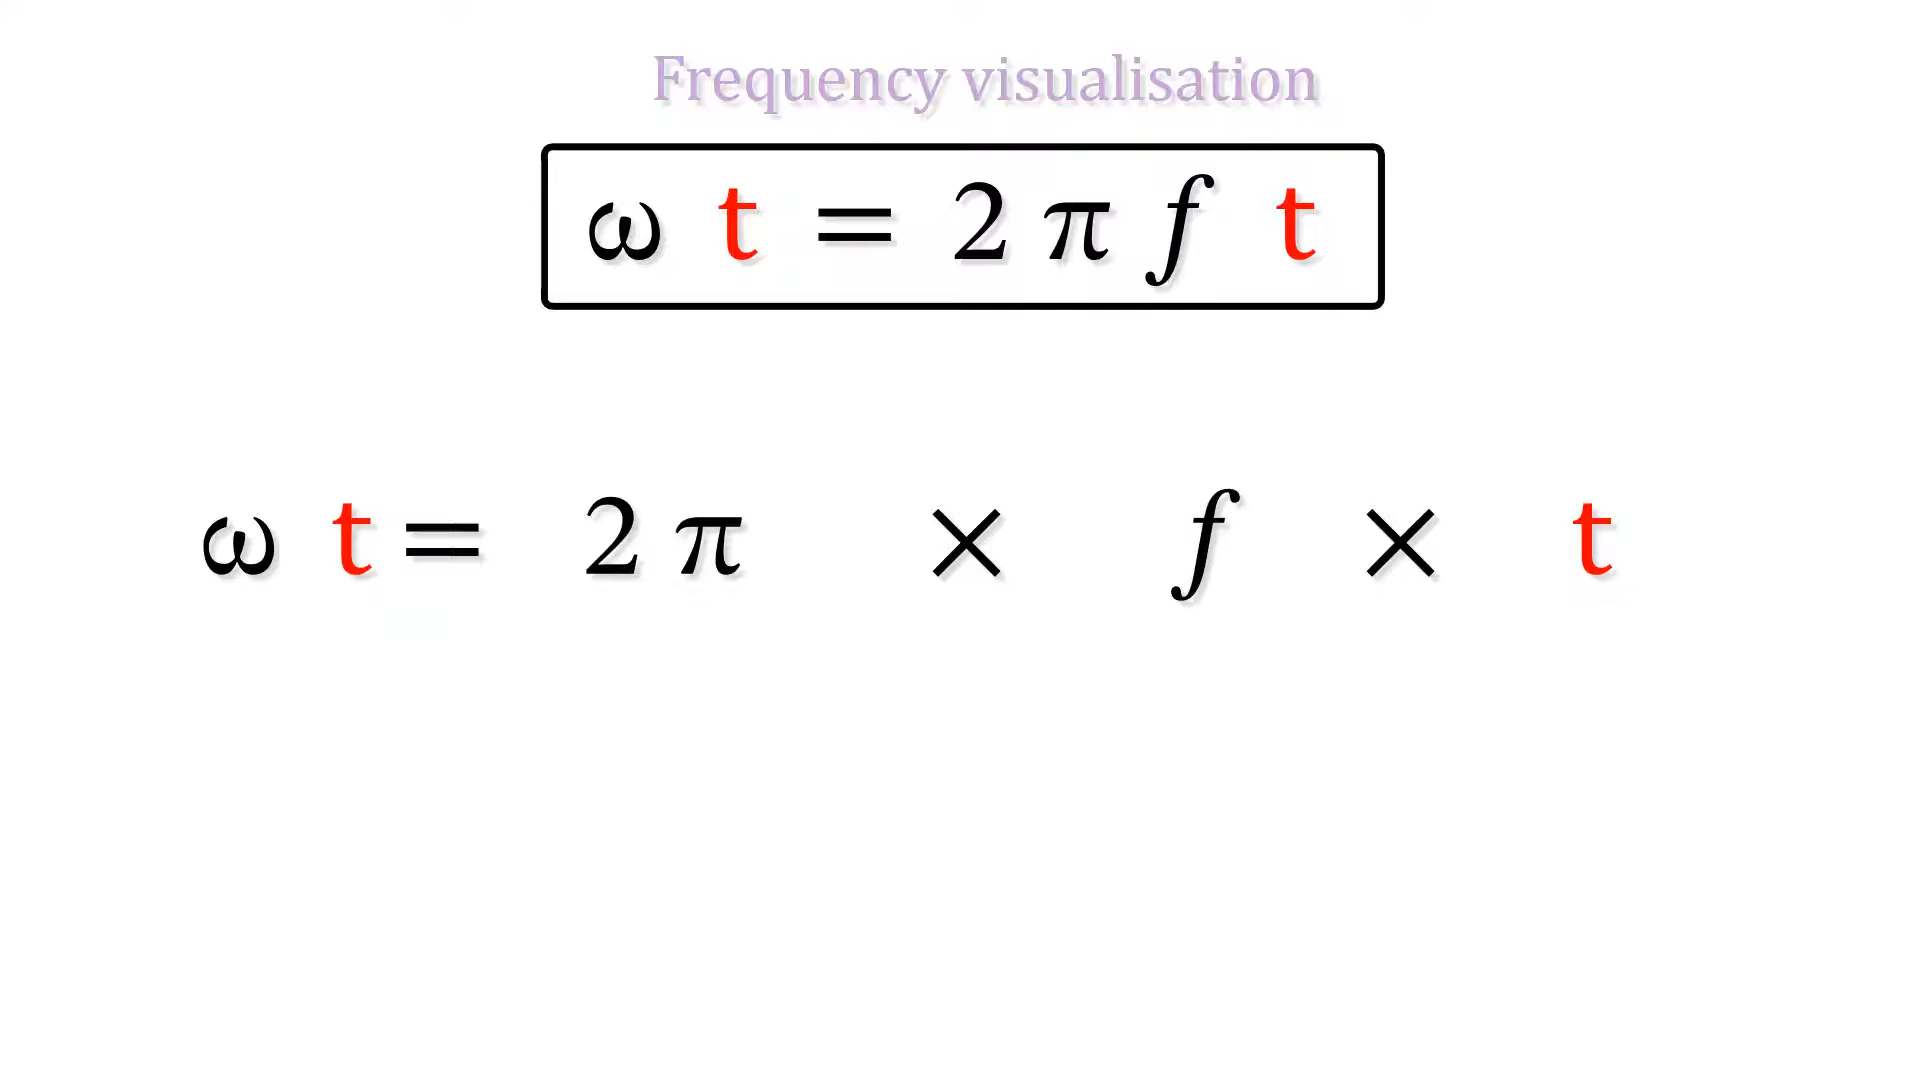 Frequency visualisation
ω t = 2 π f t
ω t = 2 π × f × t